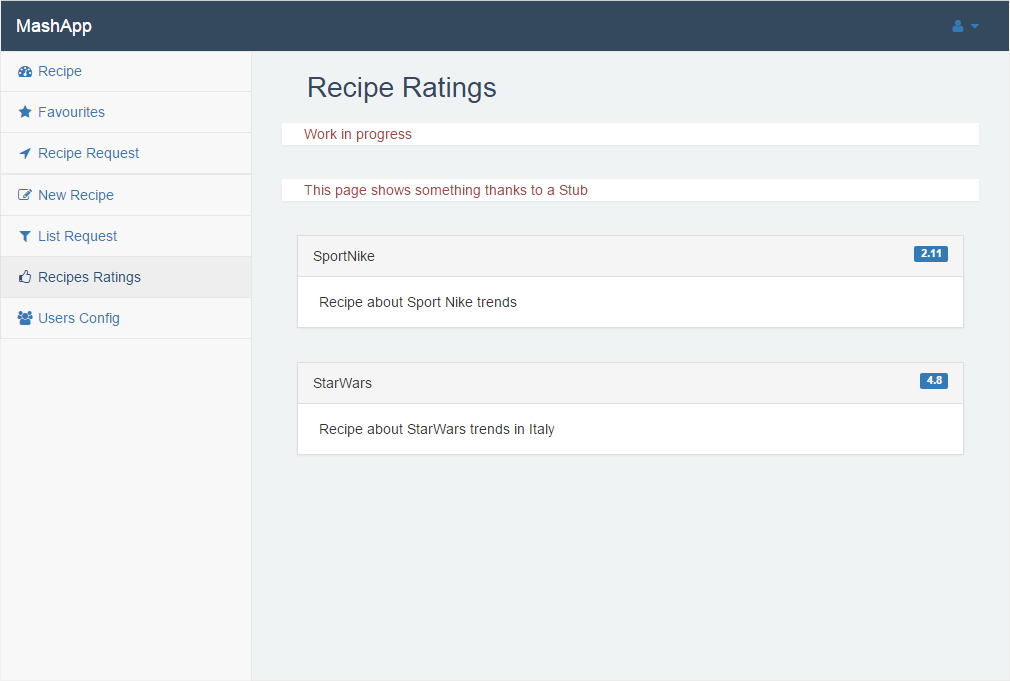 MashApp
Recipe
Favourites
Recipe Request
New Recipe
List Request
Recipes Ratings
Users Config
Recipe Ratings
Work in progress
This page shows something thanks to a Stub
SportNike 2.11
Recipe about Sport Nike trends
StarWars 4.8
Recipe about StarWars trends in Italy